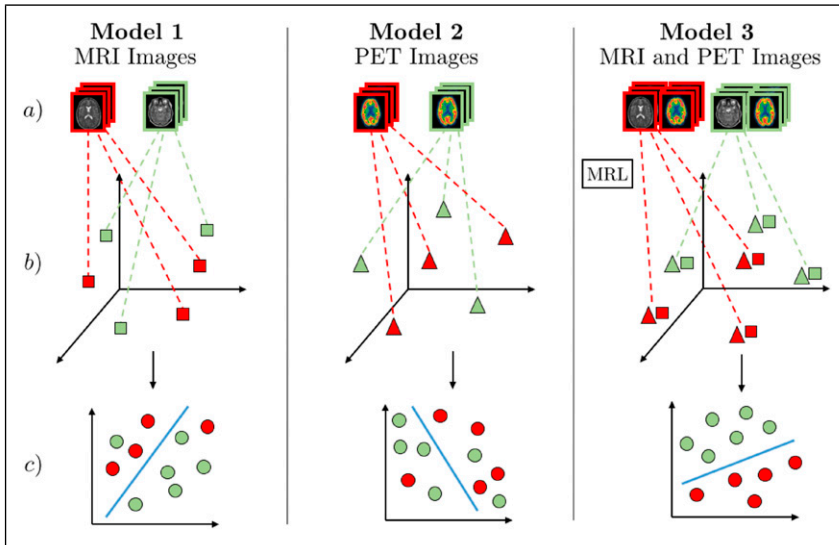 Model 1
MRI Images
Model 2
PET Images
Model 3
MRI and PET Images
a)
MRL
b)
c)